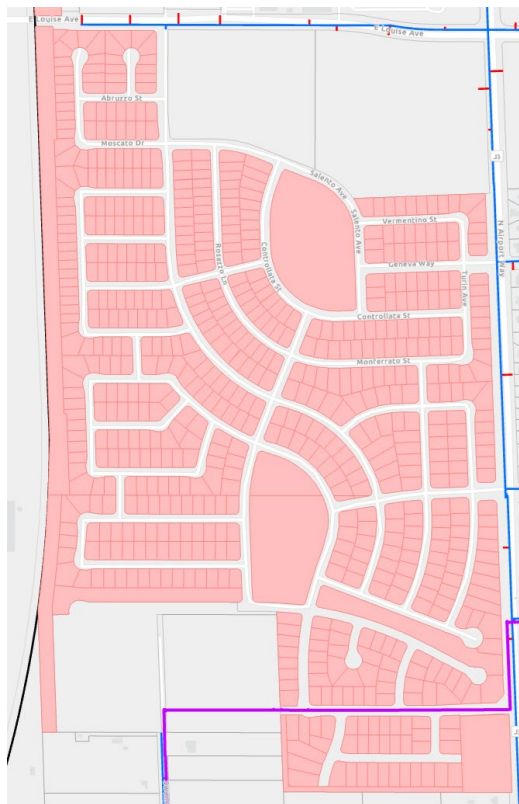 E Louise Ave
E Louise Ave
Abruzzo St
Moscato Dr
J3
Salento Ave
Salento Ave
Vermentino St
N Airport Way
Rosazzo Ln
Controllata St
Geneva Way
Turin Ave
Controllata St
Monferrato St